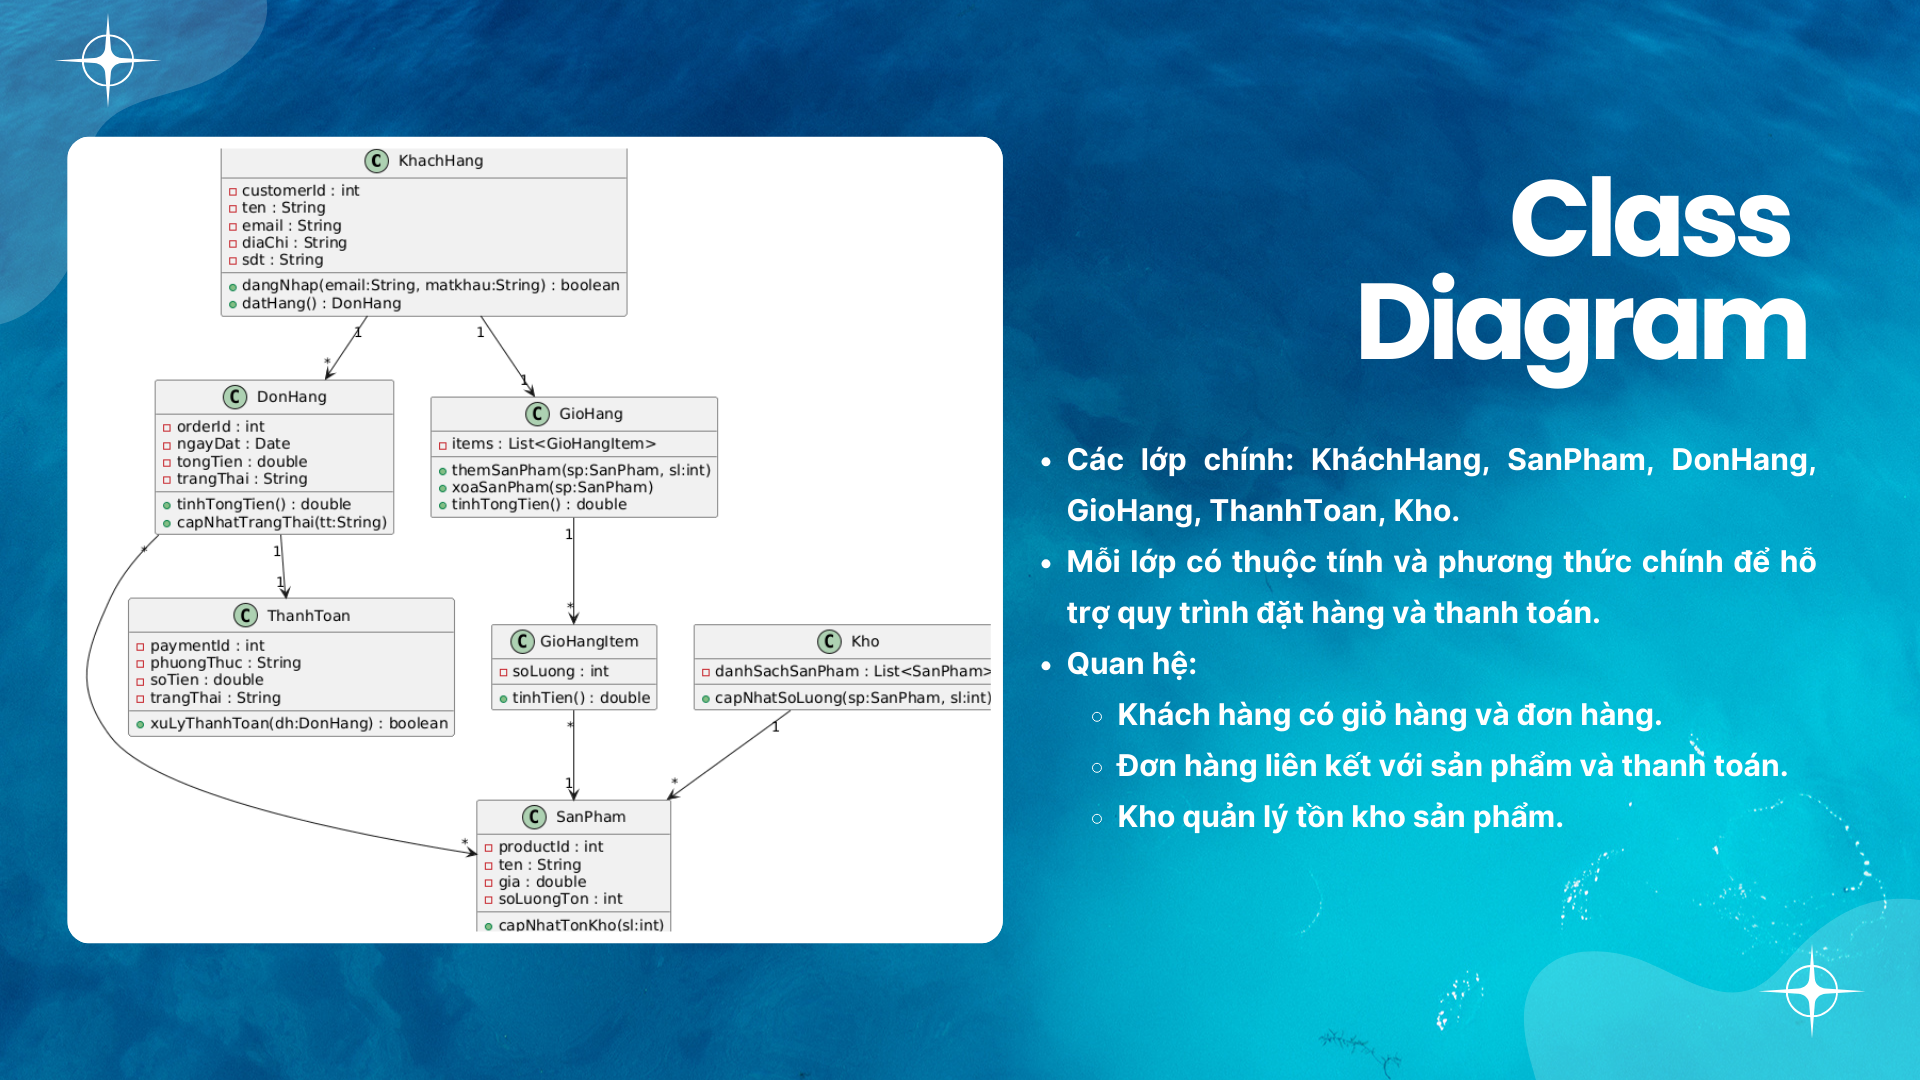 C KhachHang
customerId : int
ten : String
email : String
diaChi : String
sdt : String
dangNhap(email:String, matkhau:String) : boolean
datHang() : DonHang
1
1
*
1
C DonHang
orderId : int
ngayDat : Date
tongTien : double
trangThai : String
tinhTongTien() : double
capNhatTrangThai(tt:String)
C GioHang
items : List<GioHangItem>
themSanPham(sp:SanPham, sl:int)
xoaSanPham(sp:SanPham)
tinhTongTien() : double
*
1
1
1
*
C ThanhToan
paymentId : int
phuongThuc : String
soTien : double
trangThai : String
xuLyThanhToan(dh:DonHang) : boolean
C GioHangItem
soLuong : int
tinhTien() : double
C Kho
danhSachSanPham : List<SanPham>
capNhatSoLuong(sp:SanPham, sl:int)
*
1
1
*
*
C SanPham
productId : int
ten : String
gia : double
soLuongTon : int
capNhatTonKho(sl:int)
Class
Diagram
• Các lớp chính: KháchHang, SanPham, DonHang,
GioHang, ThanhToan, Kho.
• Mỗi lớp có thuộc tính và phương thức chính để hỗ
trợ quy trình đặt hàng và thanh toán.
• Quan hệ:
◦ Khách hàng có giỏ hàng và đơn hàng.
◦ Đơn hàng liên kết với sản phẩm và thanh toán.
◦ Kho quản lý tồn kho sản phẩm.